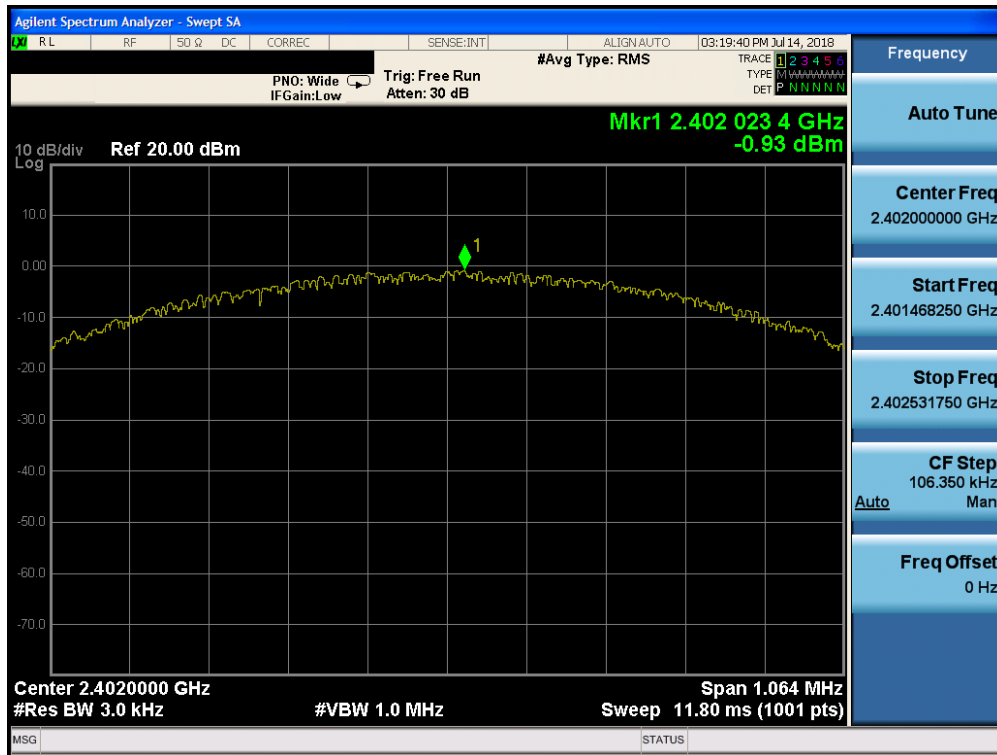 Agilent Spectrum Analyzer - Swept SA
LXI RL RF 50 Ω DC CORREC SENSE:INT ALIGN AUTO 03:19:40 PM Jul 14, 2018
Frequency
#Avg Type: RMS
TRACE 1 2 3 4 5 6
PNO: Wide Trig: Free Run
TYPE M
IFGain:Low Atten: 30 dB
DET P N N N N N
Auto Tune
Mkr1 2.402 023 4 GHz
10 dB/div Ref 20.00 dBm -0.93 dBm
Log
Center Freq
2.402000000 GHz
10.0
1
0.00
Start Freq
2.401468250 GHz
-10.0
-20.0
Stop Freq
2.402531750 GHz
-30.0
-40.0
CF Step
106.350 kHz
Auto Man
-50.0
-60.0
Freq Offset
0 Hz
-70.0
Center 2.4020000 GHz Span 1.064 MHz
#Res BW 3.0 kHz #VBW 1.0 MHz Sweep 11.80 ms (1001 pts)
MSG STATUS